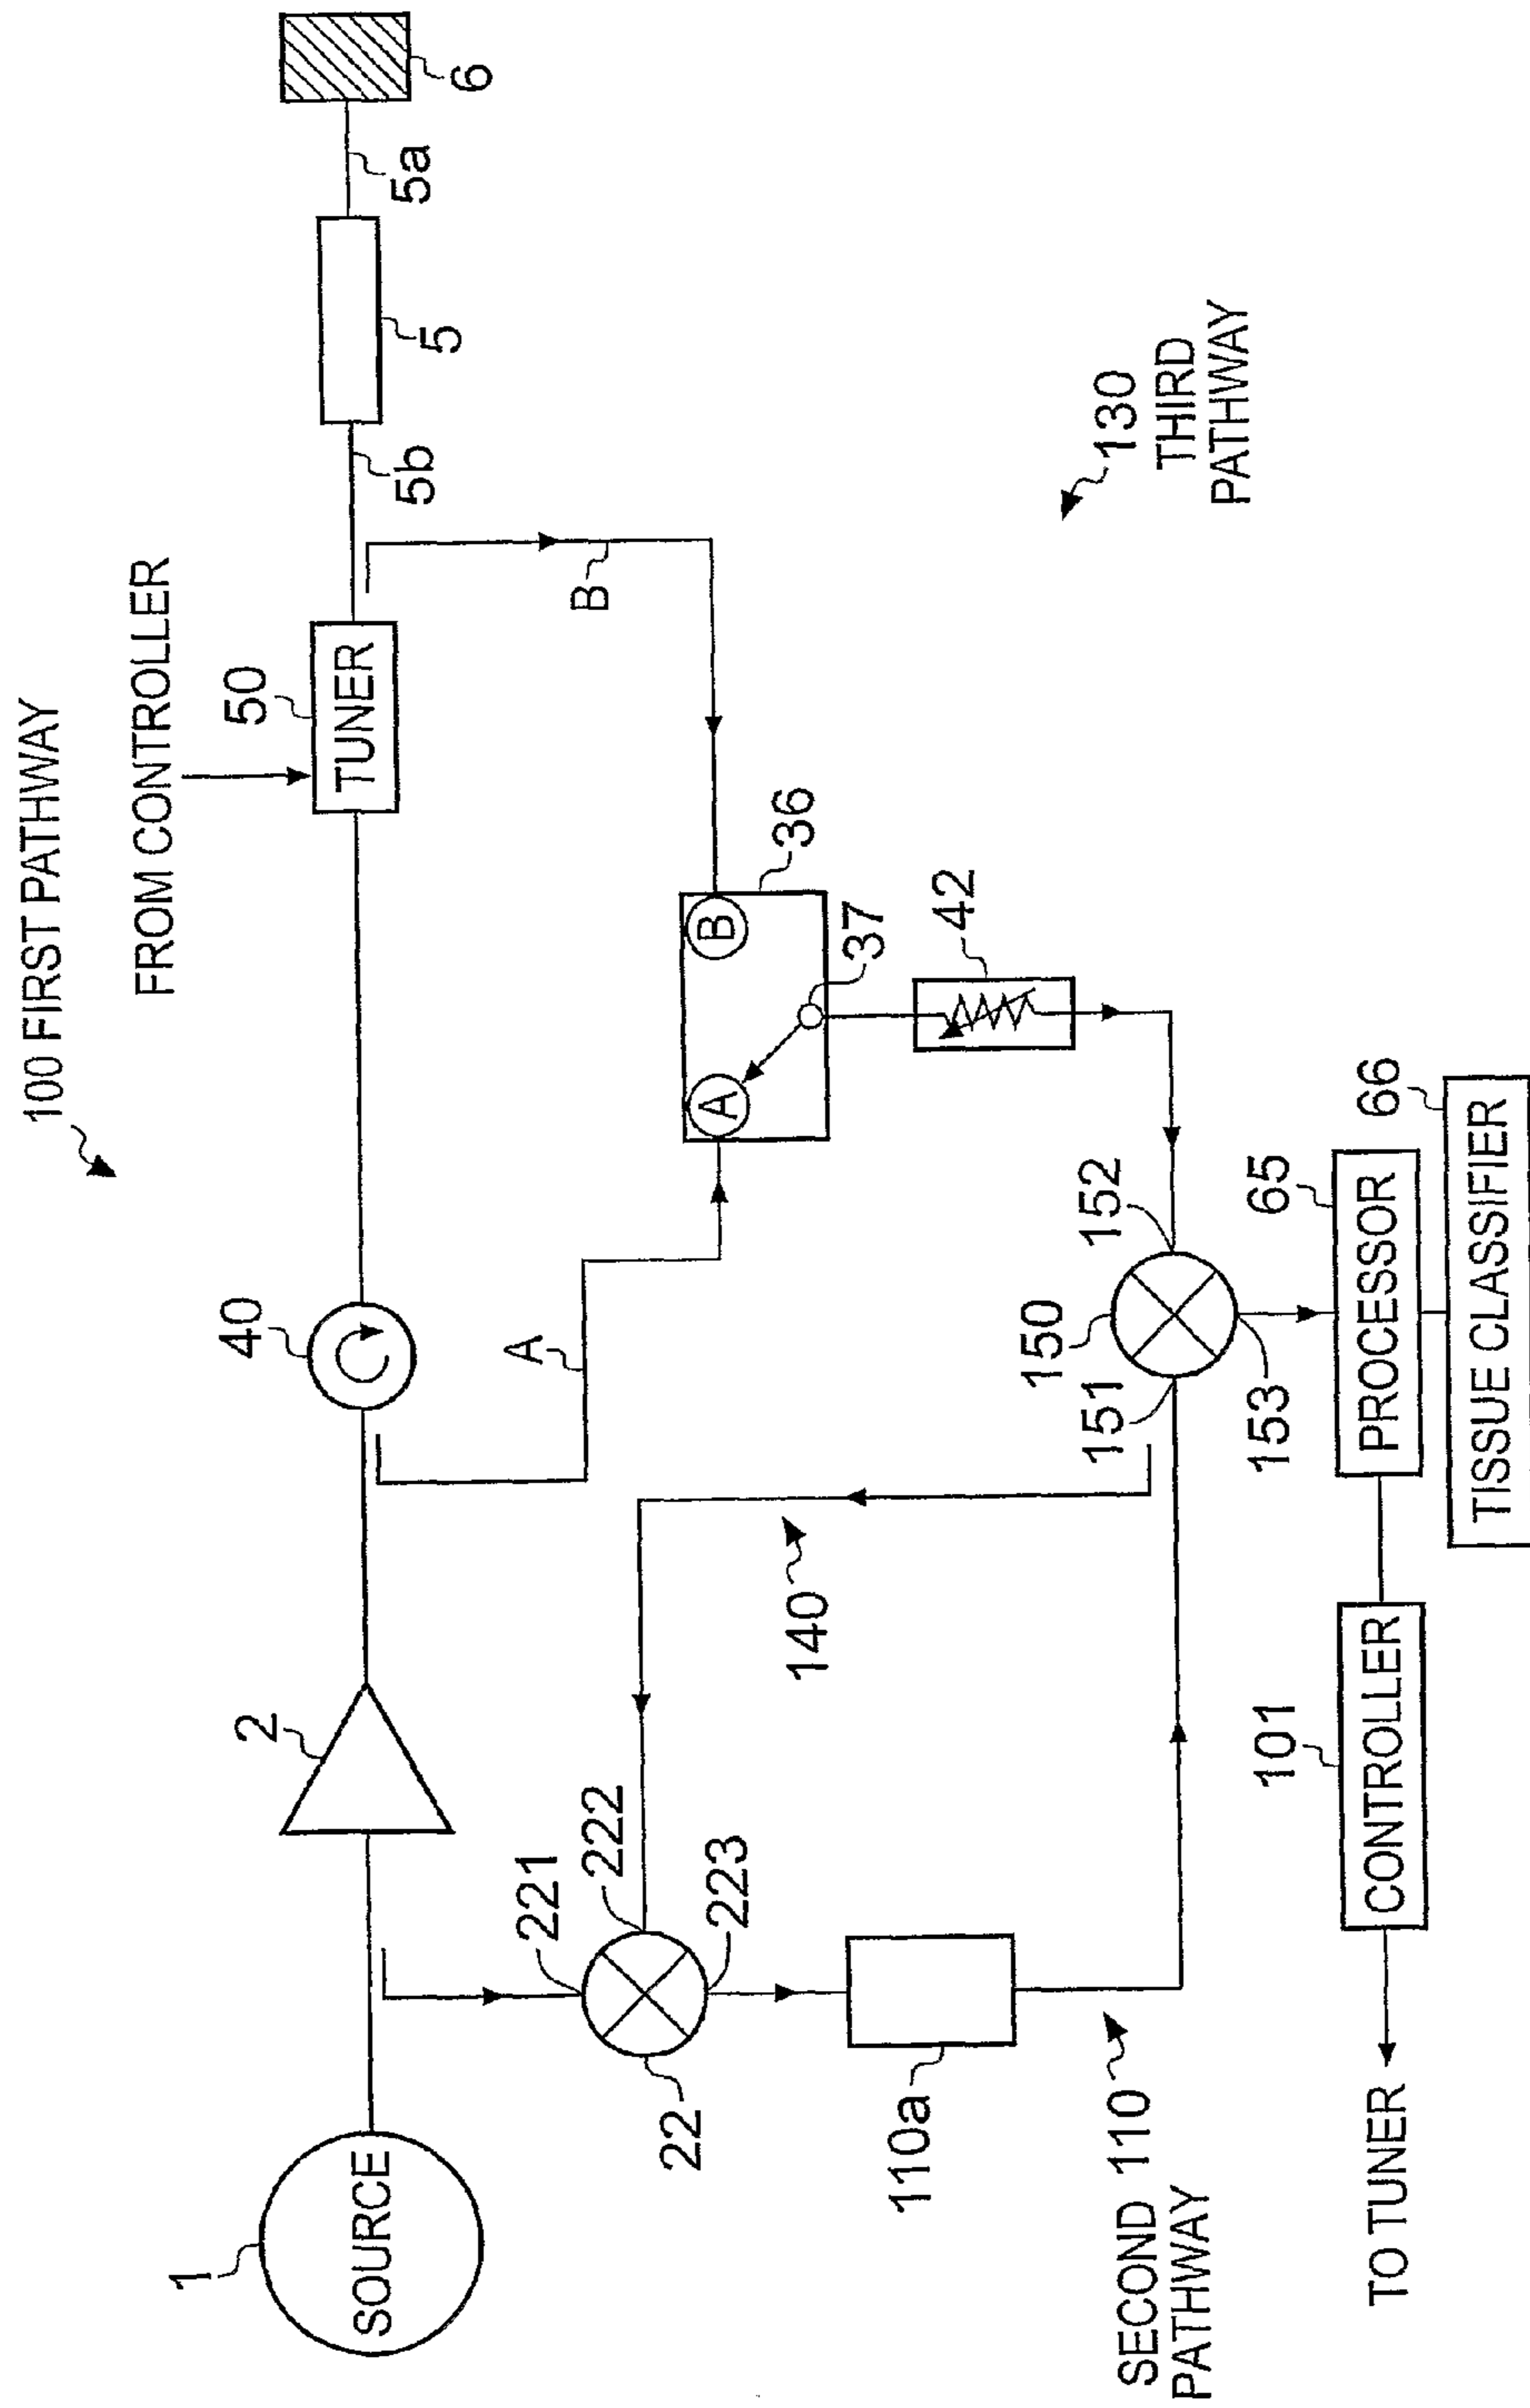 100 FIRST PATHWAY
FROM CONTROLLER
1
SOURCE
2
40
50
TUNER
5b
5
5a
6
A
B
221
222
22
223
140
A
B
36
37
42
110a
SECOND 110
PATHWAY
130
THIRD
PATHWAY
150
151
152
153
65
PROCESSOR
66
TISSUE CLASSIFIER
101
CONTROLLER
TO TUNER